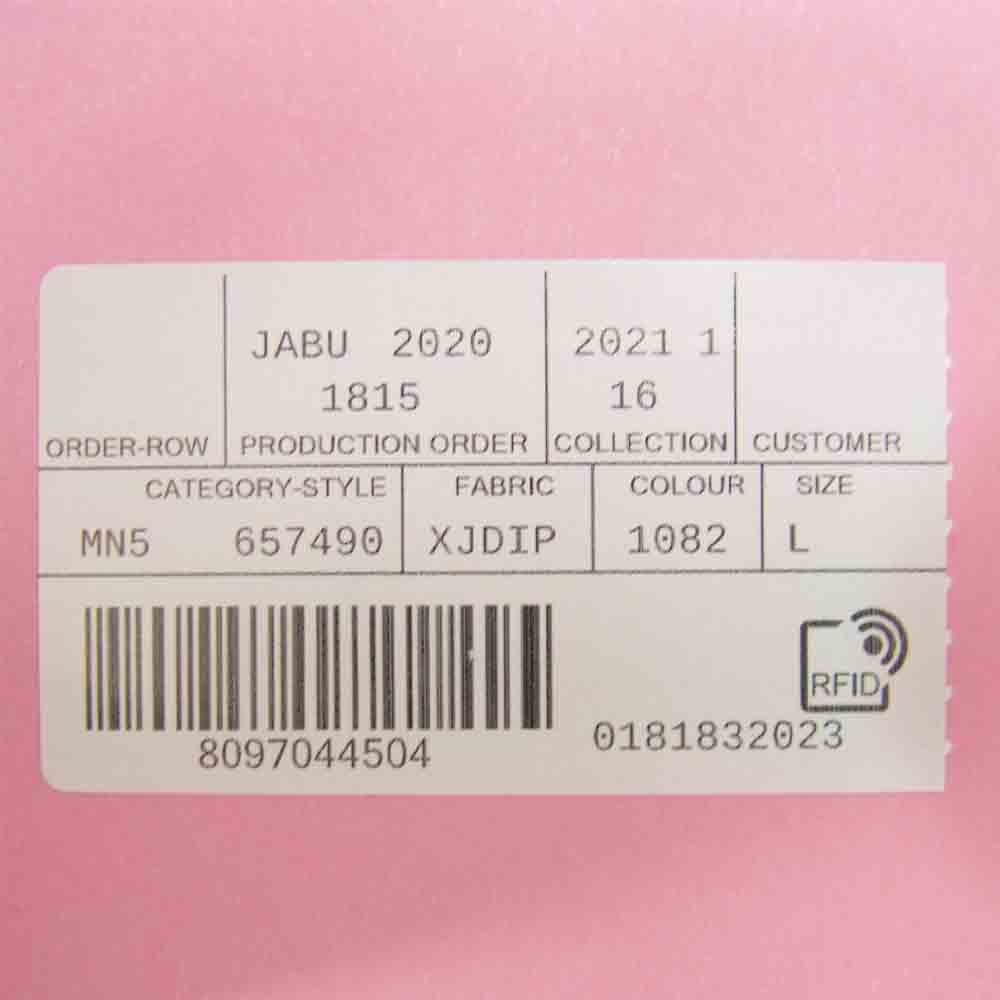 JABU 2020 2021 1
1815 16
ORDER-ROW PRODUCTION ORDER COLLECTION CUSTOMER
CATEGORY-STYLE FABRIC COLOUR SIZE
MN5 657490 XJDIP 1082 L
RFID
8097044504 0181832023